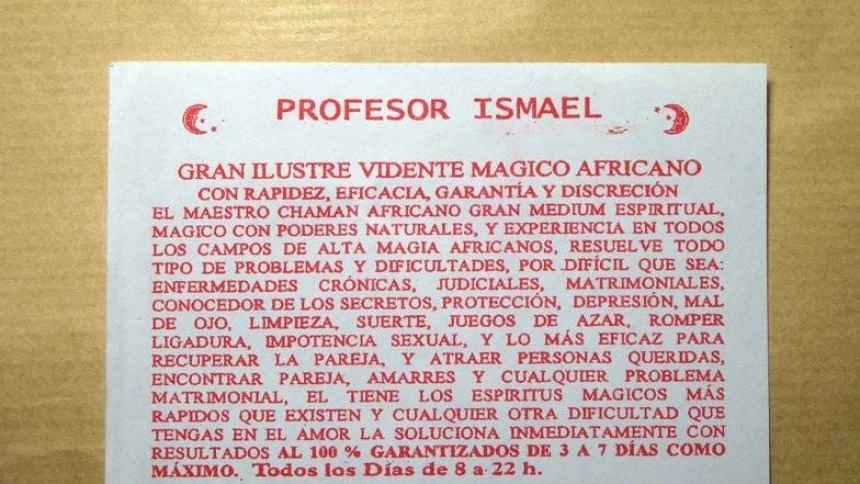 PROFESOR ISMAEL
GRAN ILUSTRE VIDENTE MAGICO AFRICANO
CON RAPIDEZ, EFICACIA, GARANTÍA Y DISCRECIÓN
EL MAESTRO CHAMAN AFRICANO GRAN MEDIUM ESPIRITUAL,
MAGICO CON PODERES NATURALES, Y EXPERIENCIA EN TODOS
LOS CAMPOS DE ALTA MAGIA AFRICANOS, RESUELVE TODO
TIPO DE PROBLEMAS Y DIFICULTADES, POR DIFÍCIL QUE SEA:
ENFERMEDADES CRÓNICAS, JUDICIALES, MATRIMONIALES,
CONOCEDOR DE LOS SECRETOS, PROTECCIÓN, DEPRESIÓN, MAL
DE OJO, LIMPIEZA, SUERTE, JUEGOS DE AZAR, ROMPER
LIGADURA, IMPOTENCIA SEXUAL, Y LO MÁS EFICAZ PARA
RECUPERAR LA PAREJA, Y ATRAER PERSONAS QUERIDAS,
ENCONTRAR PAREJA, AMARRES Y CUALQUIER PROBLEMA
MATRIMONIAL, EL TIENE LOS ESPIRITUS MAGICOS MÁS
RAPIDOS QUE EXISTEN Y CUALQUIER OTRA DIFICULTAD QUE
TENGAS EN EL AMOR LA SOLUCIONA INMEDIATAMENTE CON
RESULTADOS AL 100 % GARANTIZADOS DE 3 A 7 DÍAS COMO
MÁXIMO. Todos los Días de 8 a 22 h.